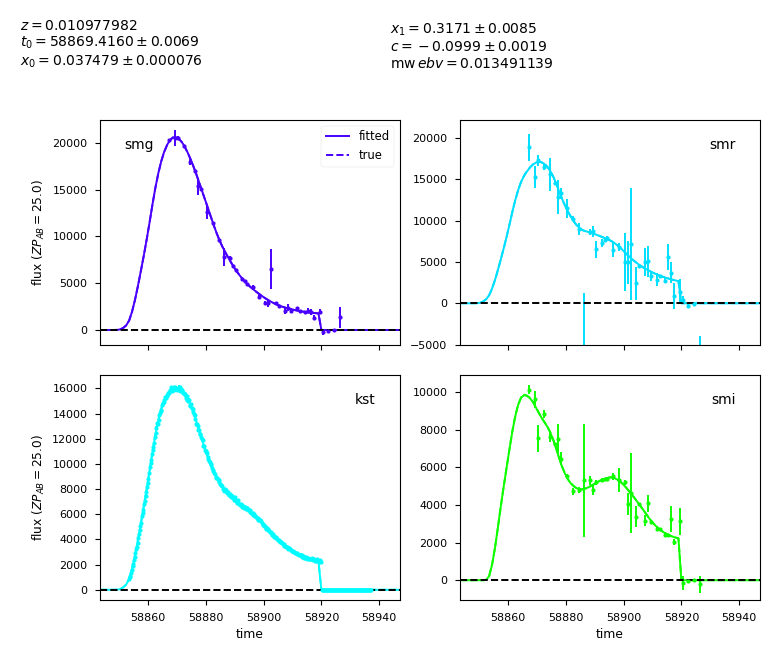 z = 0.010977982
t₀ = 58869.4160 ± 0.0069
x₀ = 0.037479 ± 0.000076
x₁ = 0.3171 ± 0.0085
c = −0.0999 ± 0.0019
mw ebv = 0.013491139
smg
fitted
true
flux (ZP_AB = 25.0)
20000
15000
10000
5000
0
smr
20000
15000
10000
5000
0
−5000
kst
flux (ZP_AB = 25.0)
16000
14000
12000
10000
8000
6000
4000
2000
0
58860 58880 58900 58920 58940
time
smi
10000
8000
6000
4000
2000
0
58860 58880 58900 58920 58940
time